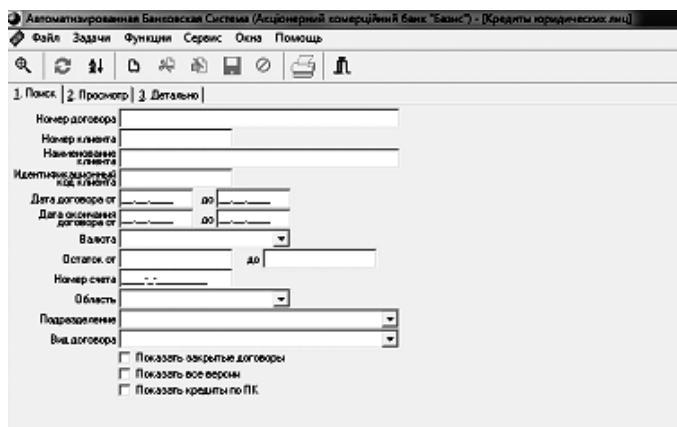 Автоматизированная Банковская Система (Акціонерний комерційний банк "Базис") - [Кредиты юридических лиц]
Файл Задачи Функции Сервис Окна Помощь
1. Поиск 2. Просмотр 3. Детально
Номер договора
Номер клиента
Наименование
клиента
Идентификационный
код клиента
Дата договора от до
Дата окончания
договора от до
Валюта
Остаток от до
Номер счета
Область
Подразделение
Вид договора
Показать закрытые договоры
Показать все версии
Показать кредиты по ПК